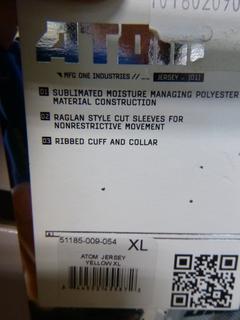 ATOM
MFG ONE INDUSTRIES //
JERSEY
01 SUBLIMATED MOISTURE MANAGING POLYESTER
MATERIAL CONSTRUCTION
02 RAGLAN STYLE CUT SLEEVES FOR
NONRESTRICTIVE MOVEMENT
03 RIBBED CUFF AND COLLAR
51185-009-054 XL
ATOM JERSEY
YELLOW XL